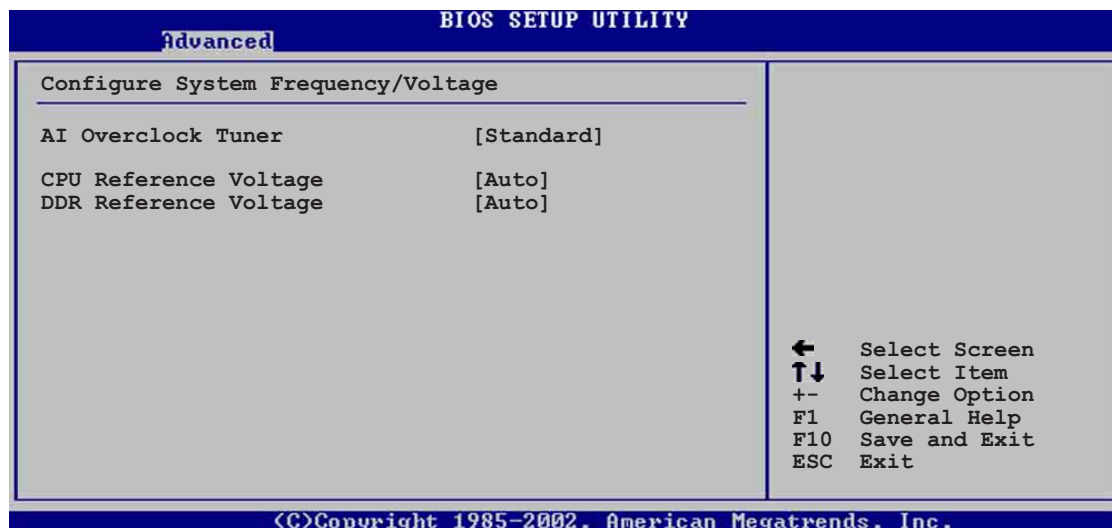 BIOS SETUP UTILITY
Advanced
Configure System Frequency/Voltage
AI Overclock Tuner [Standard]
CPU Reference Voltage [Auto]
DDR Reference Voltage [Auto]
← Select Screen
↑↓ Select Item
+- Change Option
F1 General Help
F10 Save and Exit
ESC Exit
(C)Copyright 1985-2002, American Megatrends, Inc.